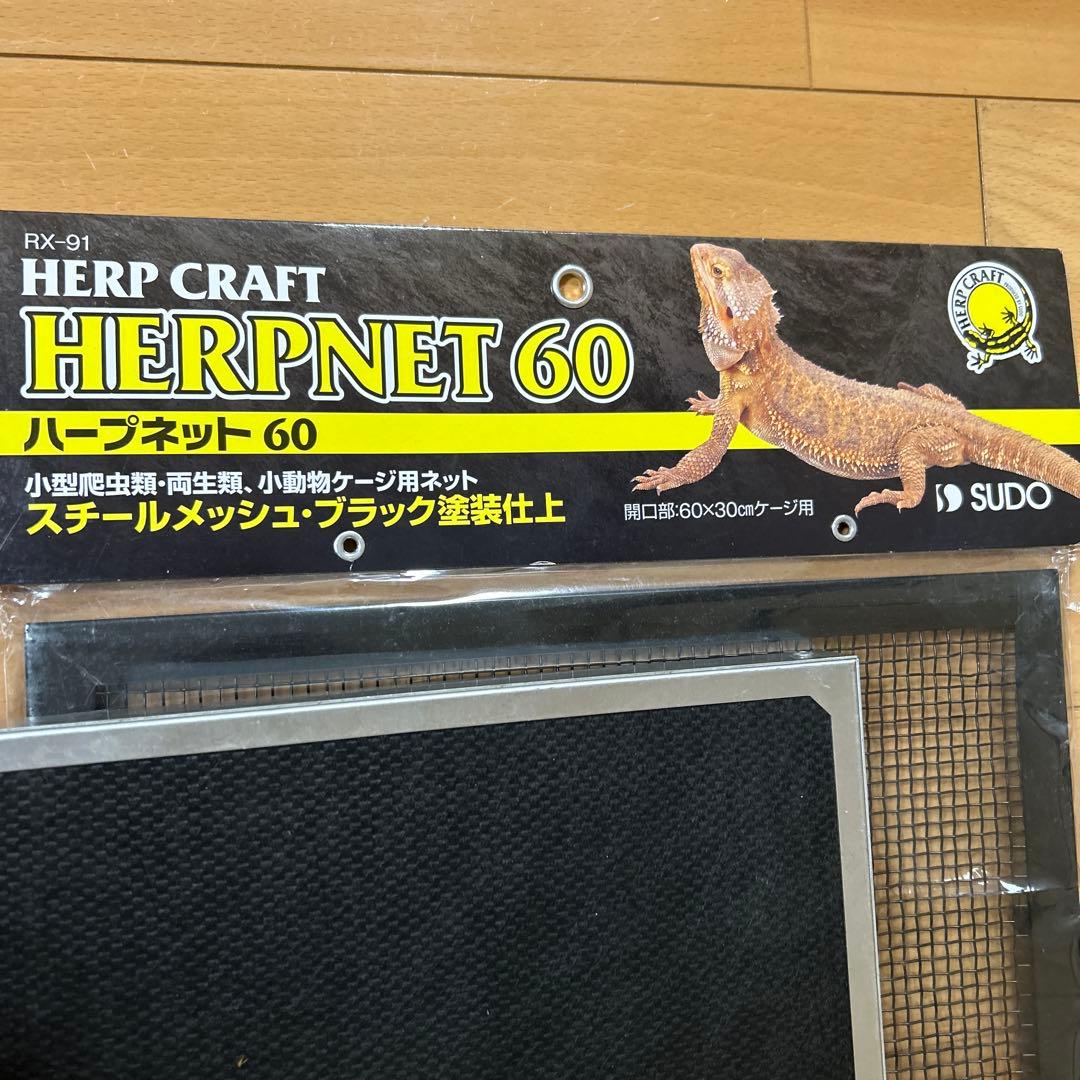 RX-91
HERP CRAFT
HERPNET 60
ハープネット 60
小型爬虫類・両生類、小動物ケージ用ネット
スチールメッシュ・ブラック塗装仕上
開口部:60×30㎝ケージ用
HERP CRAFT
SUDO